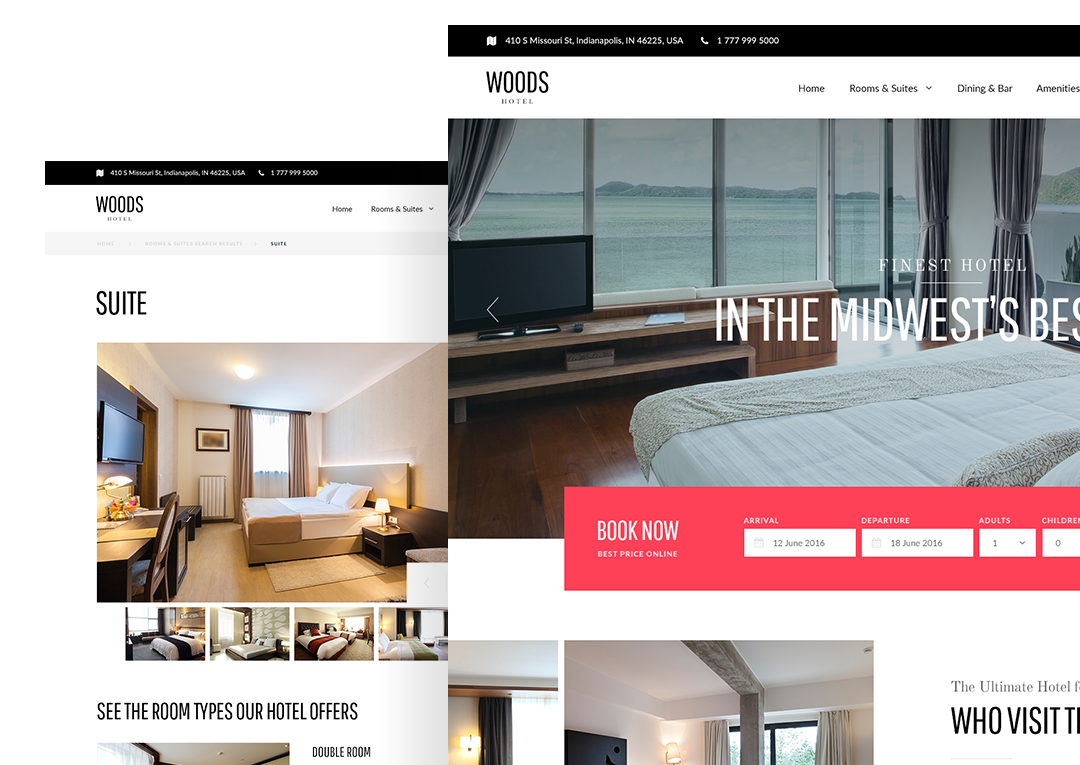 410 S Missouri St, Indianapolis, IN 46225, USA 1 777 999 5000
WOODS
HOTEL
Home Rooms & Suites Dining & Bar Amenities
FINEST HOTEL
IN THE MIDWEST'S BES
BOOK NOW
BEST PRICE ONLINE
ARRIVAL DEPARTURE ADULTS CHILDREN
12 June 2016 18 June 2016 1 0
The Ultimate Hotel fo
WHO VISIT T
410 S Missouri St, Indianapolis, IN 46225, USA 1 777 999 5000
WOODS
HOTEL
Home Rooms & Suites
HOME ROOMS & SUITES SEARCH RESULTS SUITE
SUITE
SEE THE ROOM TYPES OUR HOTEL OFFERS
DOUBLE ROOM